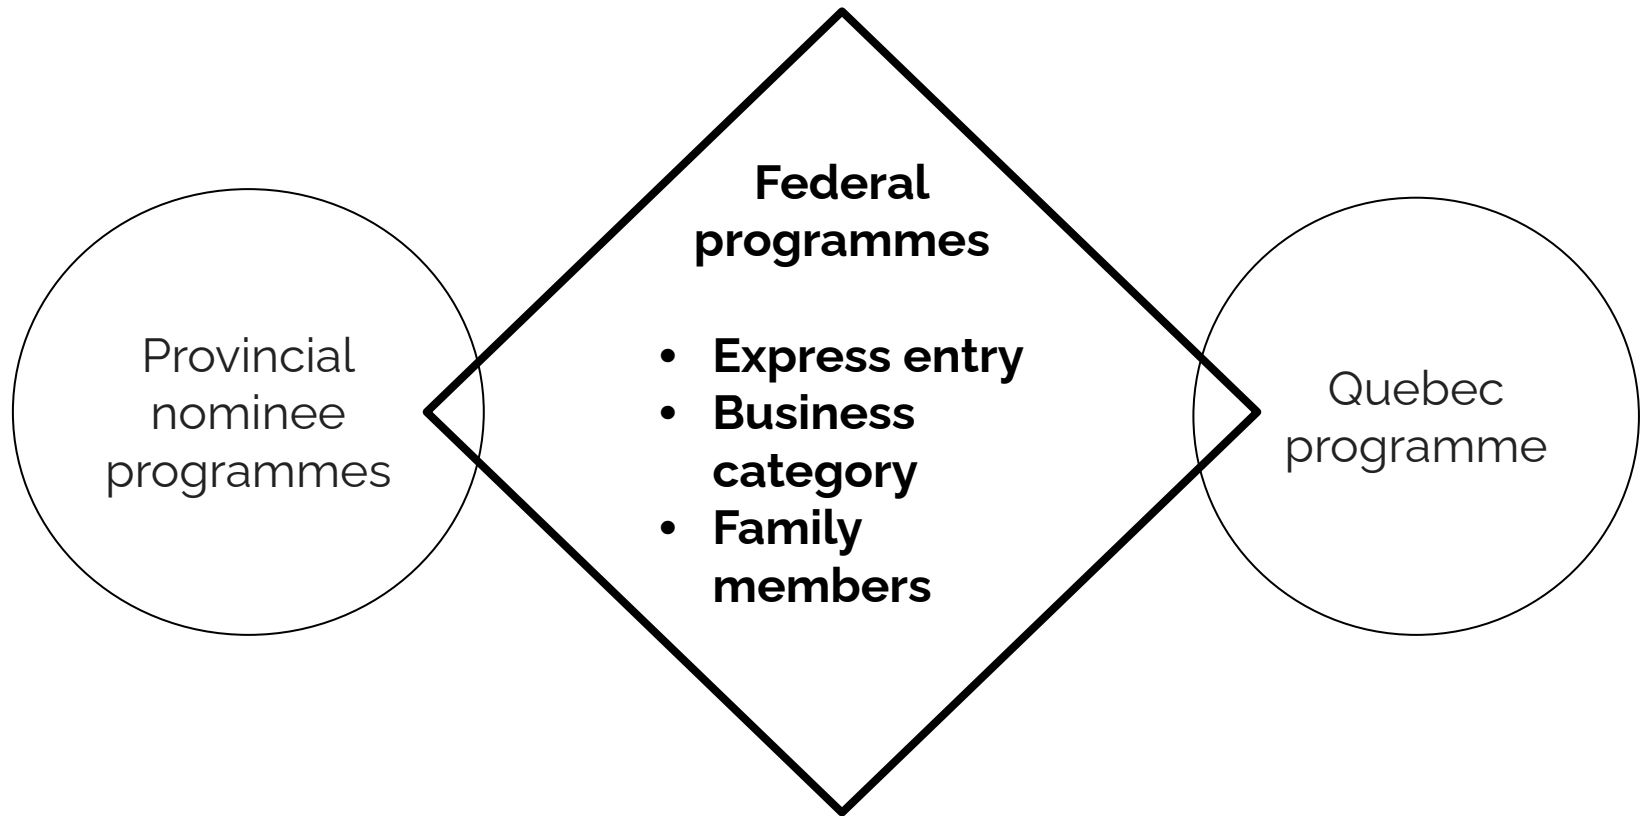 Provincial
nominee
programmes
Federal
programmes
• Express entry
• Business
category
• Family
members
Quebec
programme